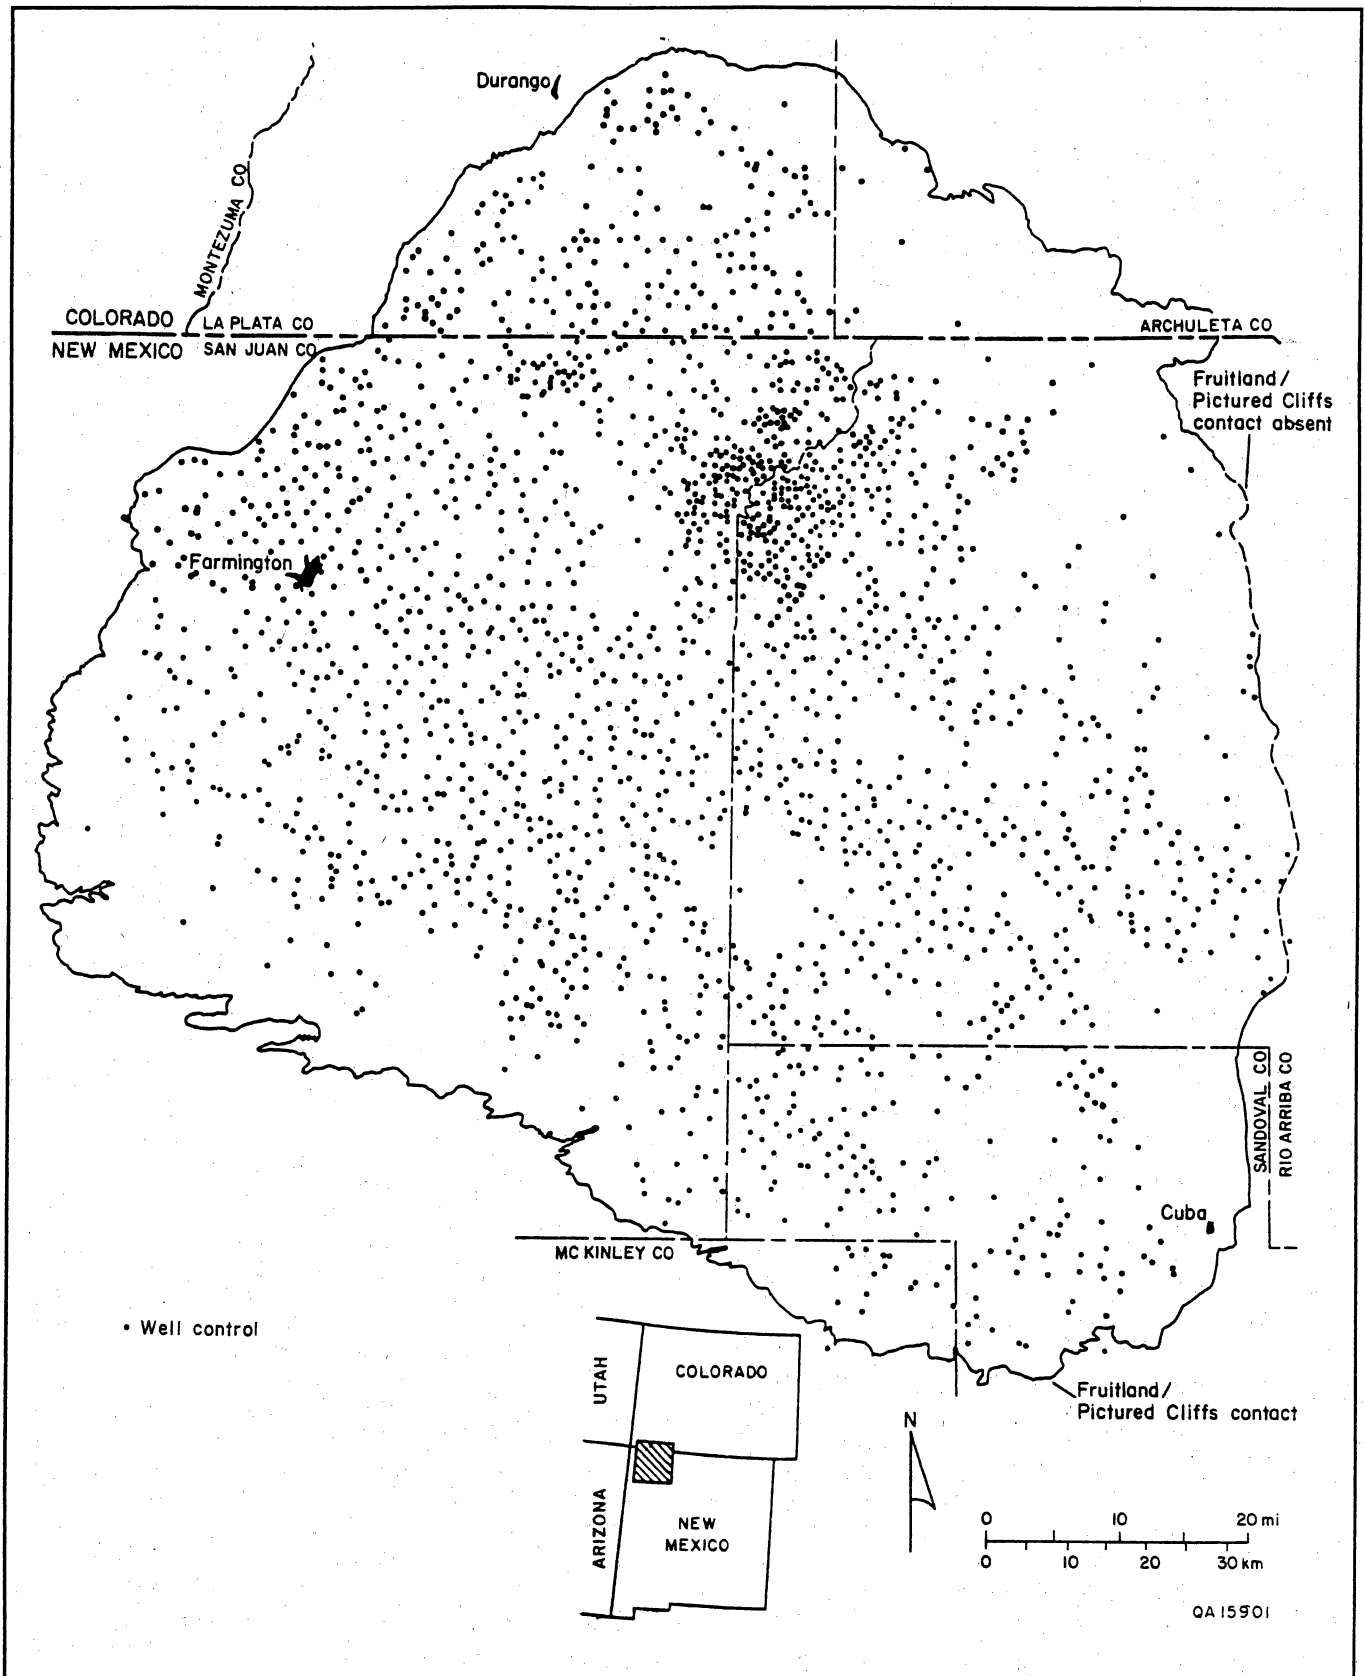 Durango
MONTEZUMA CO
COLORADO
LA PLATA CO
ARCHULETA CO
NEW MEXICO
SAN JUAN CO
Fruitland/
Pictured Cliffs
contact absent
Farmington
SANDOVAL CO
RIO ARRIBA CO
Cuba
MC KINLEY CO
• Well control
UTAH
COLORADO
Fruitland/
Pictured Cliffs contact
N
ARIZONA
NEW
MEXICO
0 10 20 mi
0 10 20 30 km
QA15901